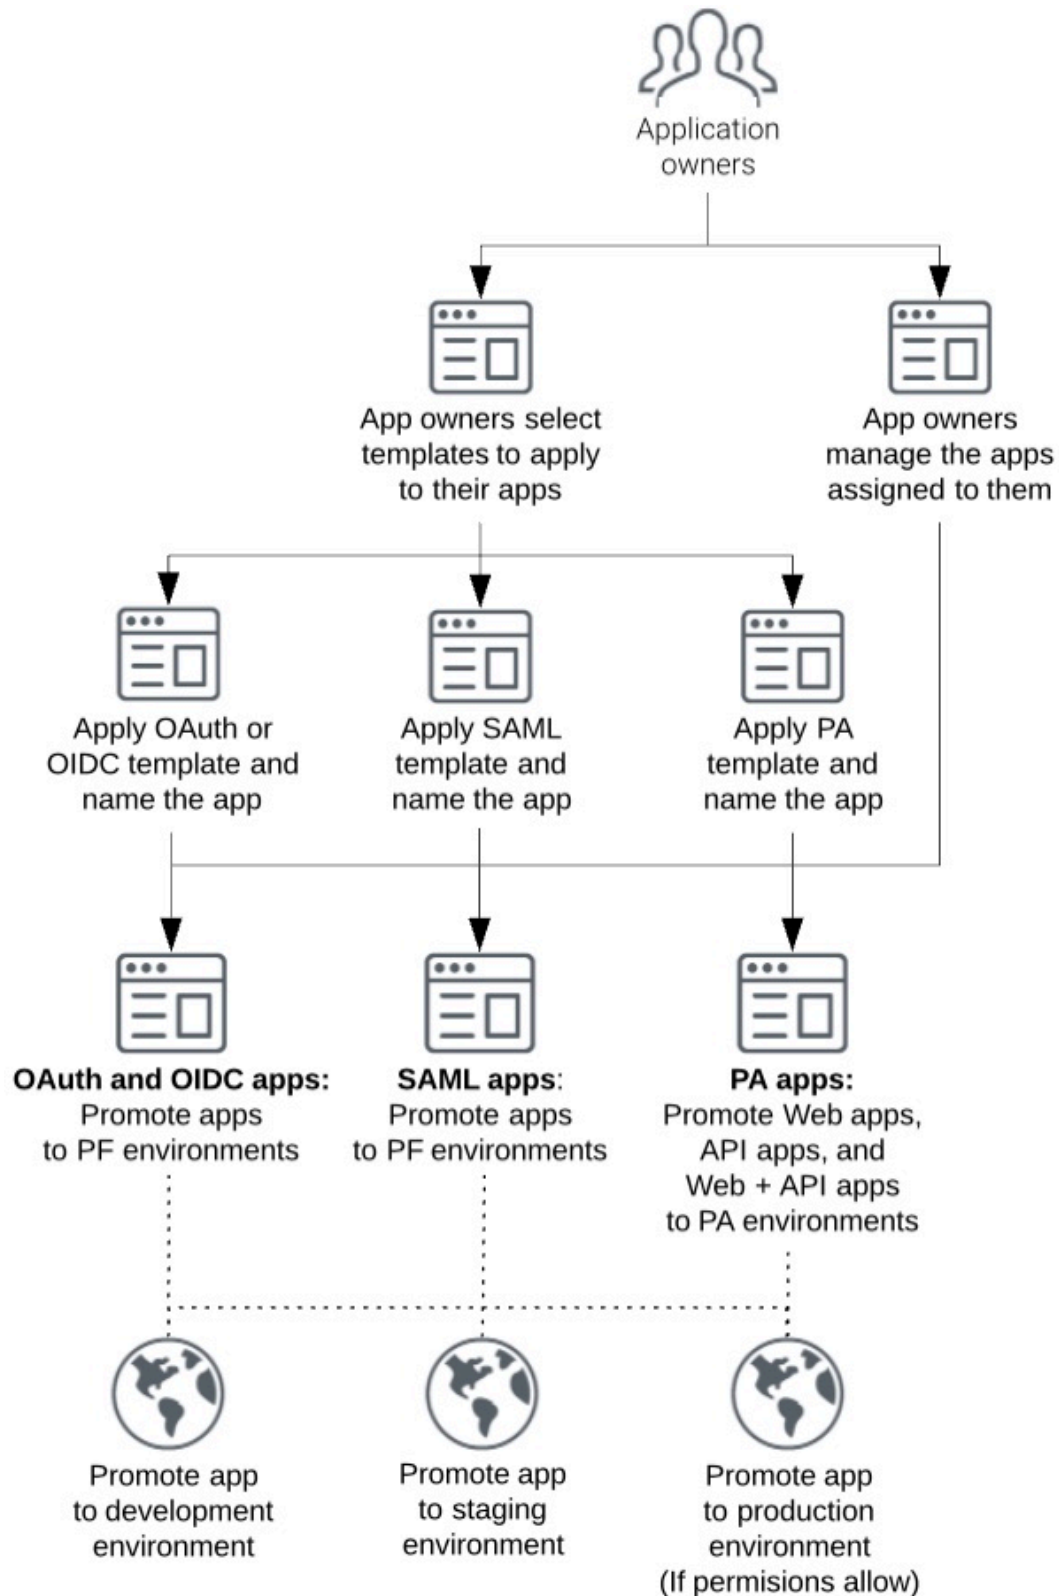 Application
owners
App owners select
templates to apply
to their apps
App owners
manage the apps
assigned to them
Apply OAuth or
OIDC template and
name the app
Apply SAML
template and
name the app
Apply PA
template and
name the app
OAuth and OIDC apps:
Promote apps
to PF environments
SAML apps:
Promote apps
to PF environments
PA apps:
Promote Web apps,
API apps, and
Web + API apps
to PA environments
Promote app
to development
environment
Promote app
to staging
environment
Promote app
to production
environment
(If permisions allow)